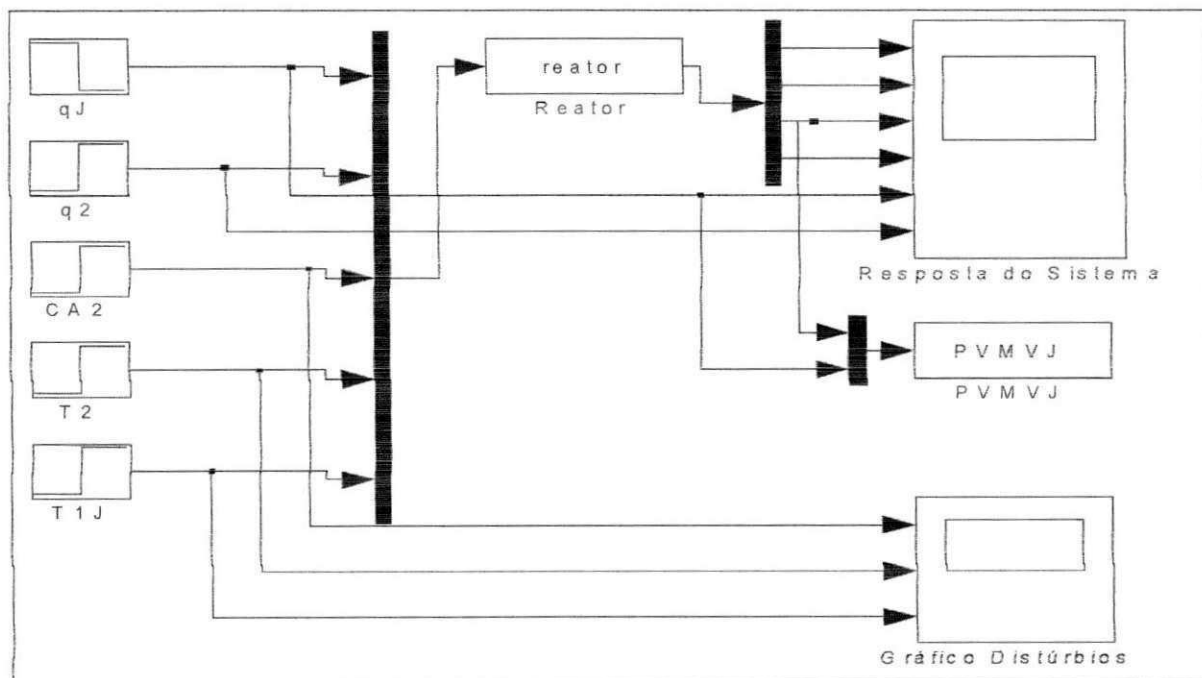 qJ
q2
CA2
T2
T1J
reator
Reator
Resposta do Sistema
PVMVJ
PVMVJ
Gráfico Distúrbios